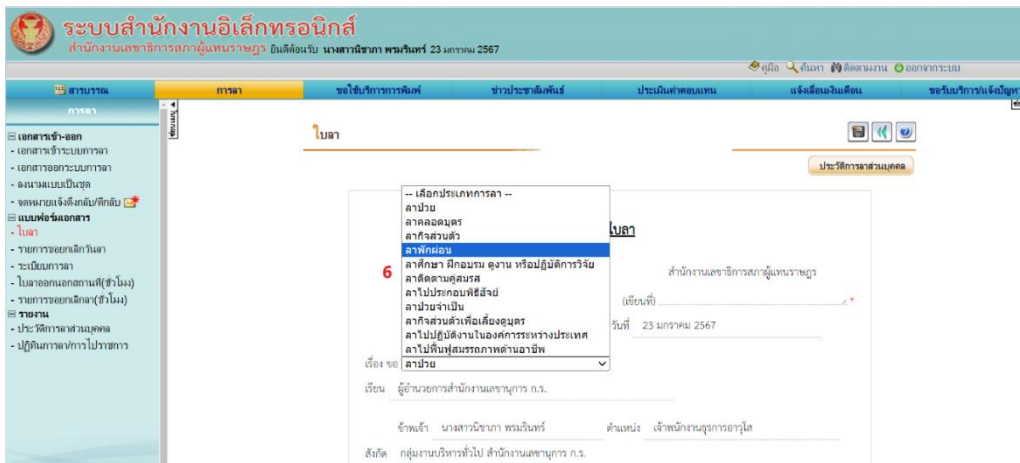 ระบบสำนักงานอิเล็กทรอนิกส์
สำนักงานเลขาธิการสภาผู้แทนราษฎร ยินดีต้อนรับ นางสาวนิชาภา พรมรินทร์ 23 มกราคม 2567
คู่มือ ค้นหา ติดตามงาน ออกจากระบบ
สารบรรณ การลา ขอใช้บริการการพิมพ์ ข่าวประชาสัมพันธ์ ประเมินค่าตอบแทน แจ้งเลื่อนเงินเดือน ขอรับบริการ/แจ้งปัญหา
การลา
ซ่อนเมนู
เอกสารเข้า-ออก
- เอกสารเข้าระบบการลา
- เอกสารออกระบบการลา
- ลงนามแบบเป็นชุด
- จดหมายแจ้งดึงกลับ/ตีกลับ
แบบฟอร์มเอกสาร
- ใบลา
- รายการขอยกเลิกวันลา
- ระเบียบการลา
- ใบลาออกนอกสถานที่(ชั่วโมง)
- รายการขอยกเลิกลา(ชั่วโมง)
รายงาน
- ประวัติการลาส่วนบุคคล
- ปฏิทินการลา/การไปราชการ
ใบลา
ประวัติการลาส่วนบุคคล
-- เลือกประเภทการลา --
ลาป่วย
ลาคลอดบุตร
ลากิจส่วนตัว
ลาพักผ่อน
ลาศึกษา ฝึกอบรม ดูงาน หรือปฏิบัติการวิจัย
ลาติดตามคู่สมรส
ลาไปประกอบพิธีฮัจย์
ลาป่วยจำเป็น
ลากิจส่วนตัวเพื่อเลี้ยงดูบุตร
ลาไปปฏิบัติงานในองค์การระหว่างประเทศ
ลาไปฟื้นฟูสมรรถภาพด้านอาชีพ
6
ใบลา
สำนักงานเลขาธิการสภาผู้แทนราษฎร
(เขียนที่) *
วันที่ 23 มกราคม 2567
เรื่อง ขอ ลาป่วย
เรียน ผู้อำนวยการสำนักงานเลขานุการ ก.ร.
ข้าพเจ้า นางสาวนิชาภา พรมรินทร์ ตำแหน่ง เจ้าพนักงานธุรการอาวุโส
สังกัด กลุ่มงานบริหารทั่วไป สำนักงานเลขานุการ ก.ร.